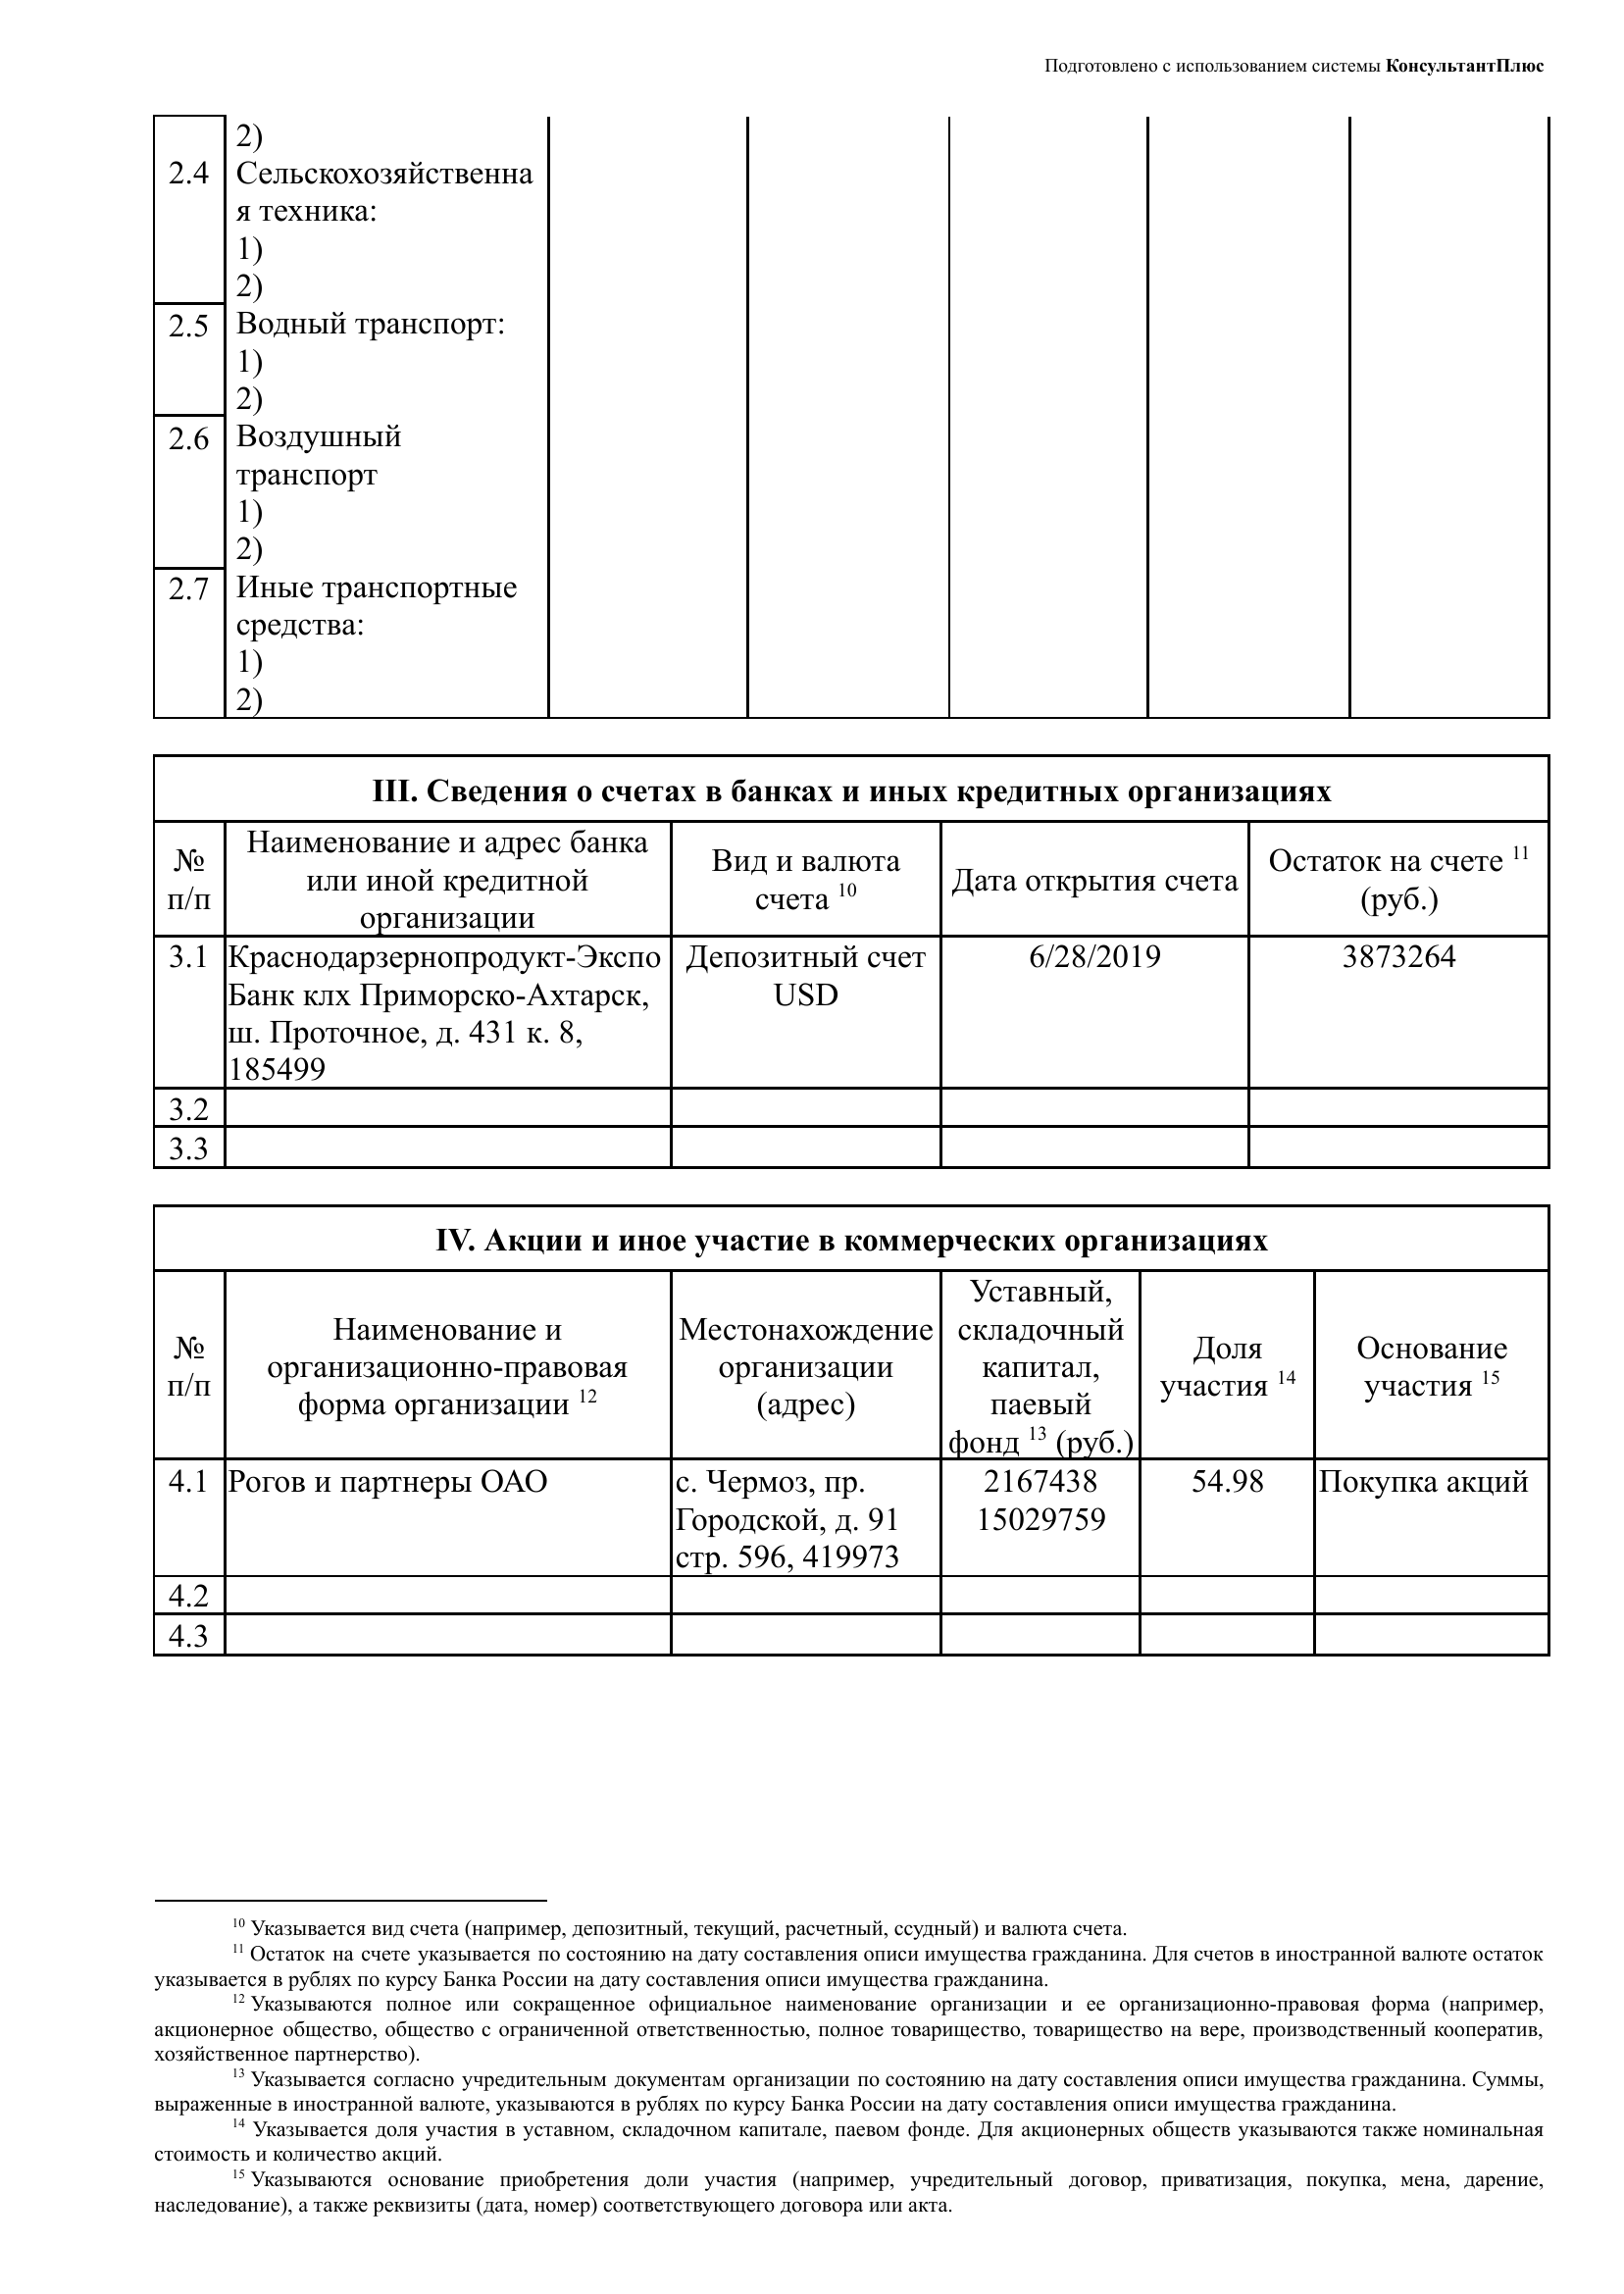 Подготовлено с использованием системы КонсультантПлюс
2)
2.4 Сельскохозяйственна
я техника:
1)
2)
2.5 Водный транспорт:
1)
2)
2.6 Воздушный
транспорт
1)
2)
2.7 Иные транспортные
средства:
1)
2)
III. Сведения о счетах в банках и иных кредитных организациях
№
п/п
Наименование и адрес банка
или иной кредитной
организации
Вид и валюта
счета 10
Дата открытия счета
Остаток на счете 11
(руб.)
3.1
Краснодарзернопродукт-Экспо
Банк клх Приморско-Ахтарск,
ш. Проточное, д. 431 к. 8,
185499
Депозитный счет
USD
6/28/2019
3873264
3.2
3.3
IV. Акции и иное участие в коммерческих организациях
№
п/п
Наименование и
организационно-правовая
форма организации 12
Местонахождение
организации
(адрес)
Уставный,
складочный
капитал,
паевый
фонд 13 (руб.)
Доля
участия 14
Основание
участия 15
4.1
Рогов и партнеры ОАО
с. Чермоз, пр.
Городской, д. 91
стр. 596, 419973
2167438
15029759
54.98
Покупка акций
4.2
4.3
10 Указывается вид счета (например, депозитный, текущий, расчетный, ссудный) и валюта счета.
11 Остаток на счете указывается по состоянию на дату составления описи имущества гражданина. Для счетов в иностранной валюте остаток
указывается в рублях по курсу Банка России на дату составления описи имущества гражданина.
12 Указываются полное или сокращенное официальное наименование организации и ее организационно-правовая форма (например,
акционерное общество, общество с ограниченной ответственностью, полное товарищество, товарищество на вере, производственный кооператив,
хозяйственное партнерство).
13 Указывается согласно учредительным документам организации по состоянию на дату составления описи имущества гражданина. Суммы,
выраженные в иностранной валюте, указываются в рублях по курсу Банка России на дату составления описи имущества гражданина.
14 Указывается доля участия в уставном, складочном капитале, паевом фонде. Для акционерных обществ указываются также номинальная
стоимость и количество акций.
15 Указываются основание приобретения доли участия (например, учредительный договор, приватизация, покупка, мена, дарение,
наследование), а также реквизиты (дата, номер) соответствующего договора или акта.